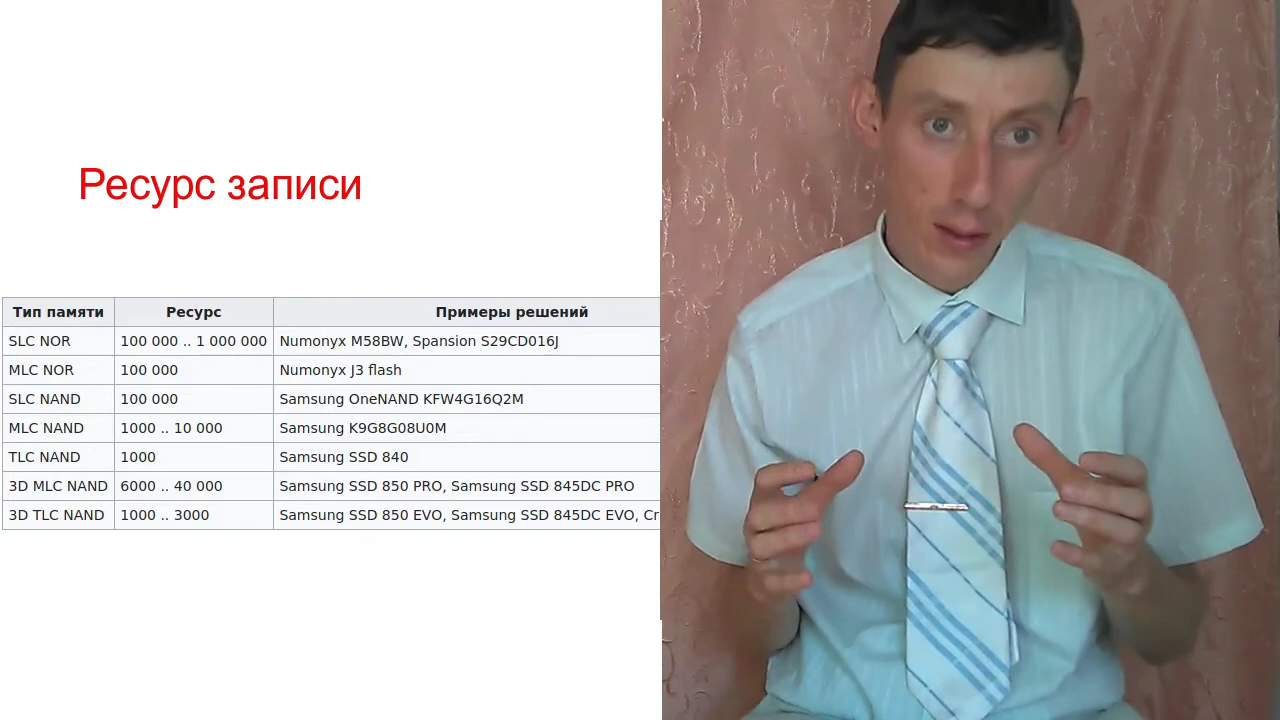 Ресурс записи
Тип памяти Ресурс Примеры решений
SLC NOR 100 000 .. 1 000 000 Numonyx M58BW, Spansion S29CD016J
MLC NOR 100 000 Numonyx J3 flash
SLC NAND 100 000 Samsung OneNAND KFW4G16Q2M
MLC NAND 1000 .. 10 000 Samsung K9G8G08U0M
TLC NAND 1000 Samsung SSD 840
3D MLC NAND 6000 .. 40 000 Samsung SSD 850 PRO, Samsung SSD 845DC PRO
3D TLC NAND 1000 .. 3000 Samsung SSD 850 EVO, Samsung SSD 845DC EVO, Cr